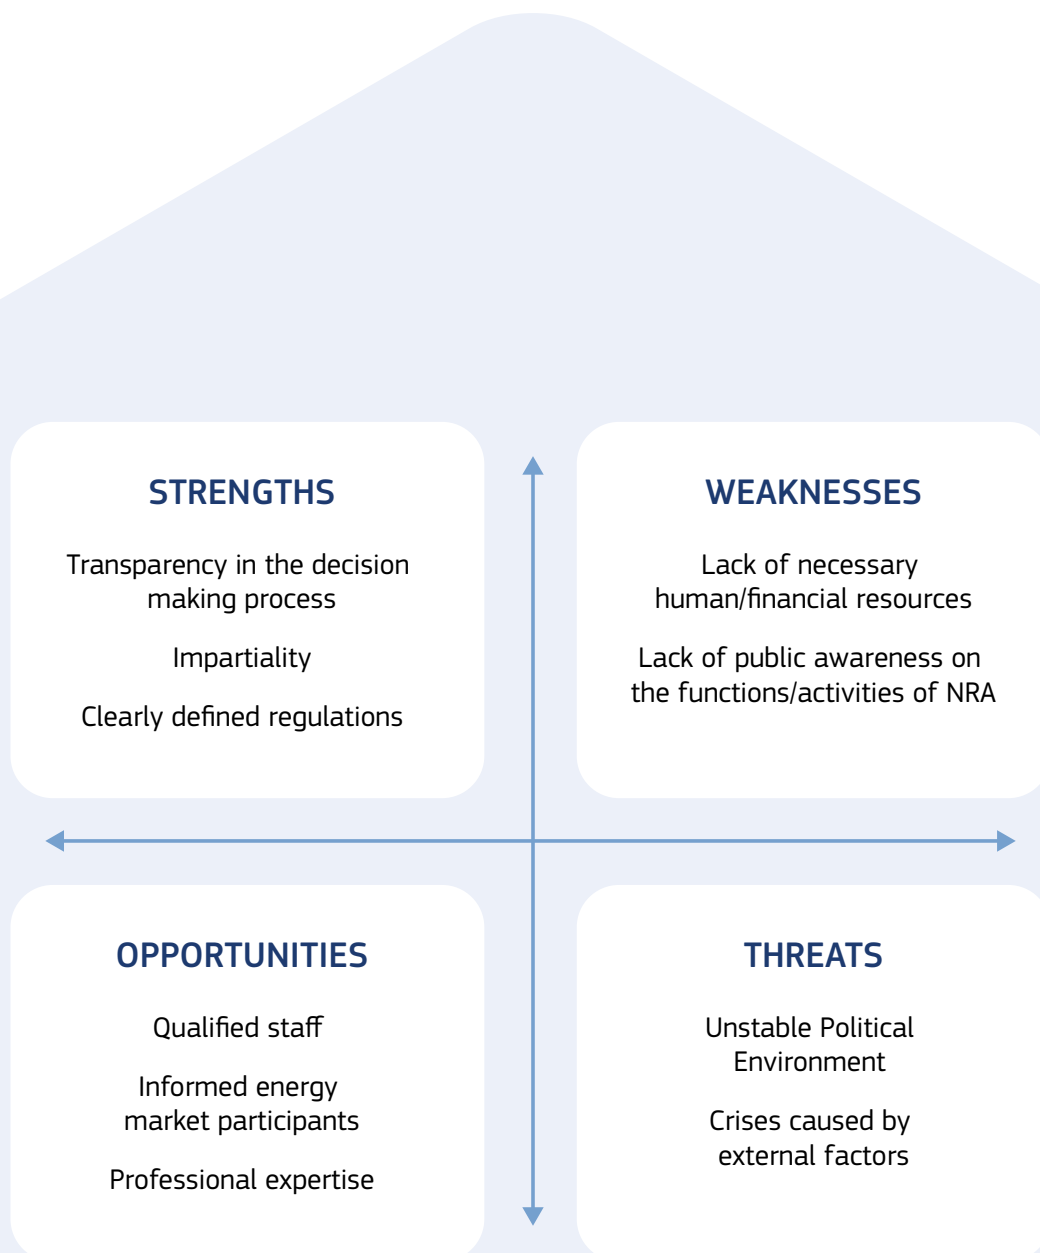 STRENGTHS
Transparency in the decision
making process
Impartiality
Clearly defined regulations
WEAKNESSES
Lack of necessary
human/financial resources
Lack of public awareness on
the functions/activities of NRA
OPPORTUNITIES
Qualified staff
Informed energy
market participants
Professional expertise
THREATS
Unstable Political
Environment
Crises caused by
external factors